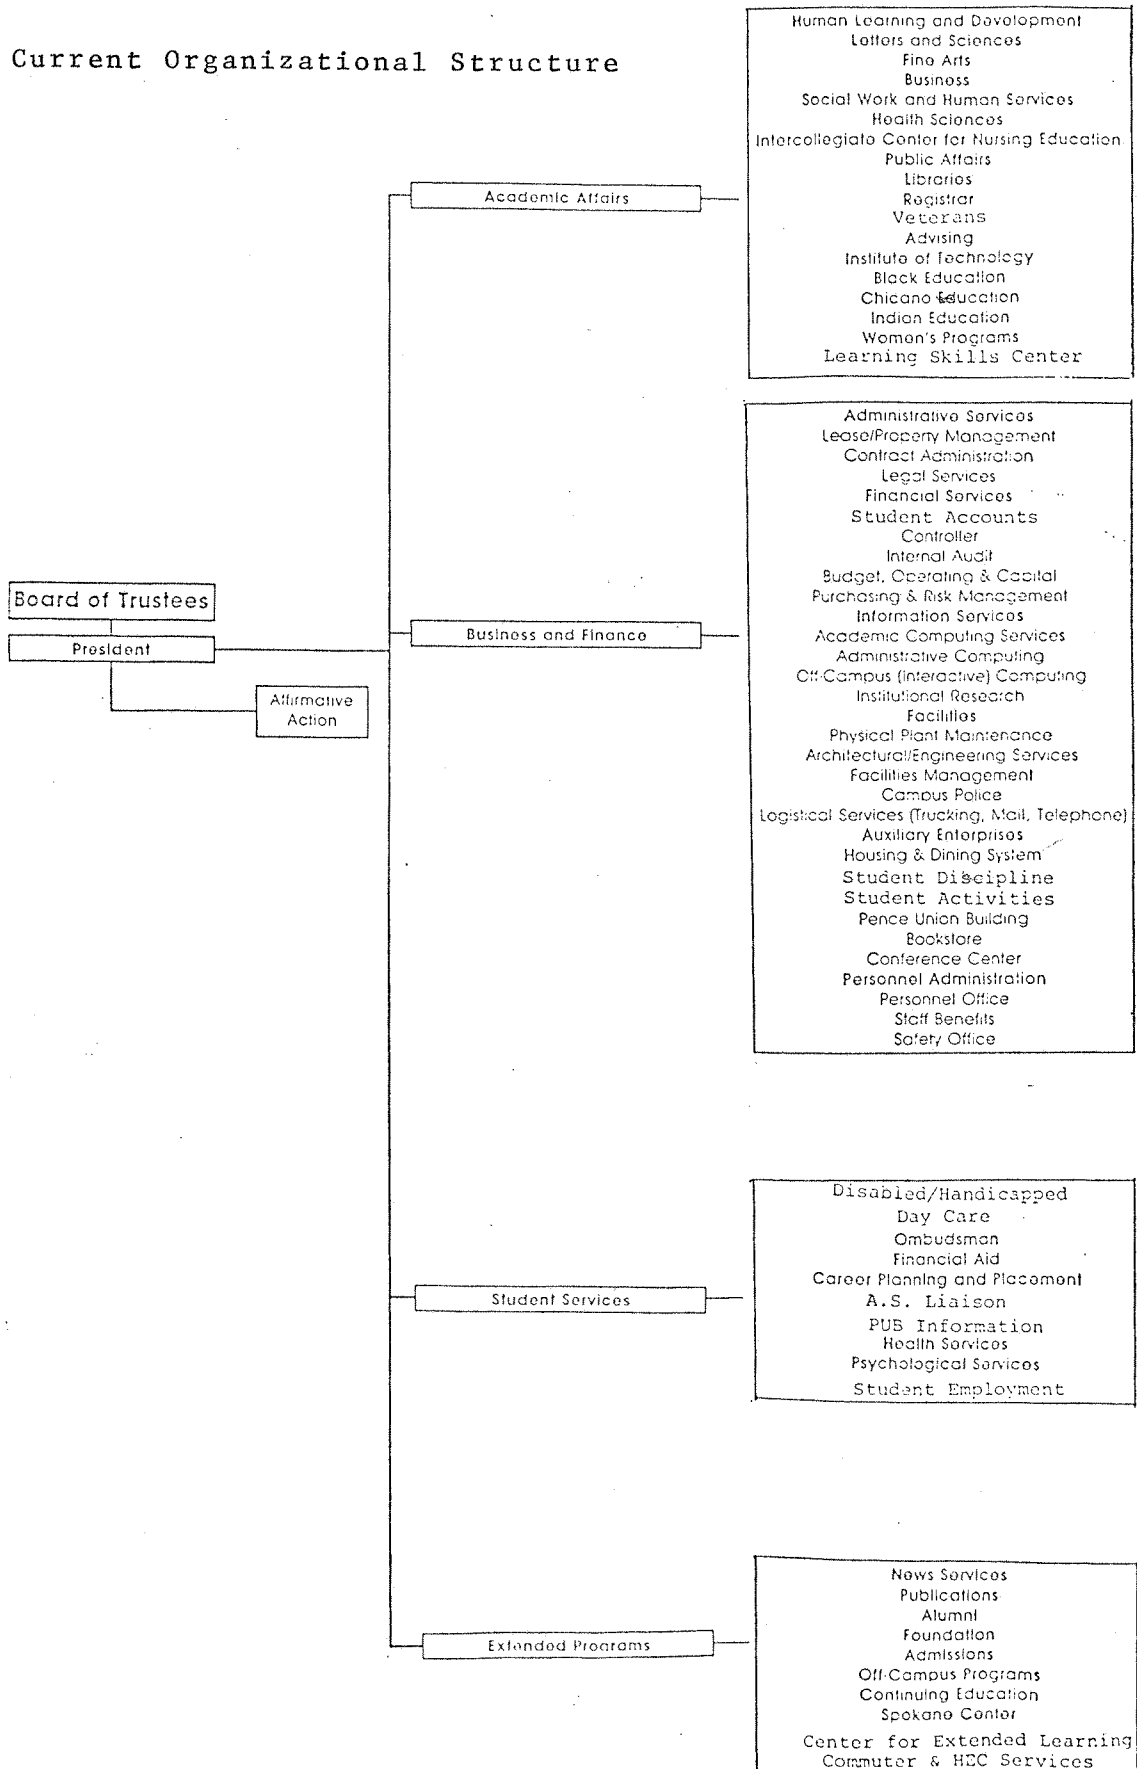 Current Organizational Structure
Human Learning and Development
Letters and Sciences
Fine Arts
Business
Social Work and Human Services
Health Sciences
Intercollegiate Center for Nursing Education
Public Affairs
Libraries
Registrar
Veterans
Advising
Institute of Technology
Black Education
Chicano Education
Indian Education
Women's Programs
Learning Skills Center
Academic Affairs
Administrative Services
Lease/Property Management
Contract Administration
Legal Services
Financial Services
Student Accounts
Controller
Internal Audit
Budget, Operating & Capital
Purchasing & Risk Management
Information Services
Academic Computing Services
Administrative Computing
Off-Campus (Interactive) Computing
Institutional Research
Facilities
Physical Plant Maintenance
Architectural/Engineering Services
Facilities Management
Campus Police
Logistical Services (Trucking, Mail, Telephone)
Auxiliary Enterprises
Housing & Dining System
Student Discipline
Student Activities
Pence Union Building
Bookstore
Conference Center
Personnel Administration
Personnel Office
Staff Benefits
Safety Office
Board of Trustees
President
Affirmative
Action
Business and Finance
Disabled/Handicapped
Day Care
Ombudsman
Financial Aid
Career Planning and Placement
A.S. Liaison
PUB Information
Health Services
Psychological Services
Student Employment
Student Services
News Services
Publications
Alumni
Foundation
Admissions
Off-Campus Programs
Continuing Education
Spokane Center
Center for Extended Learning
Commuter & HEC Services
Extended Programs